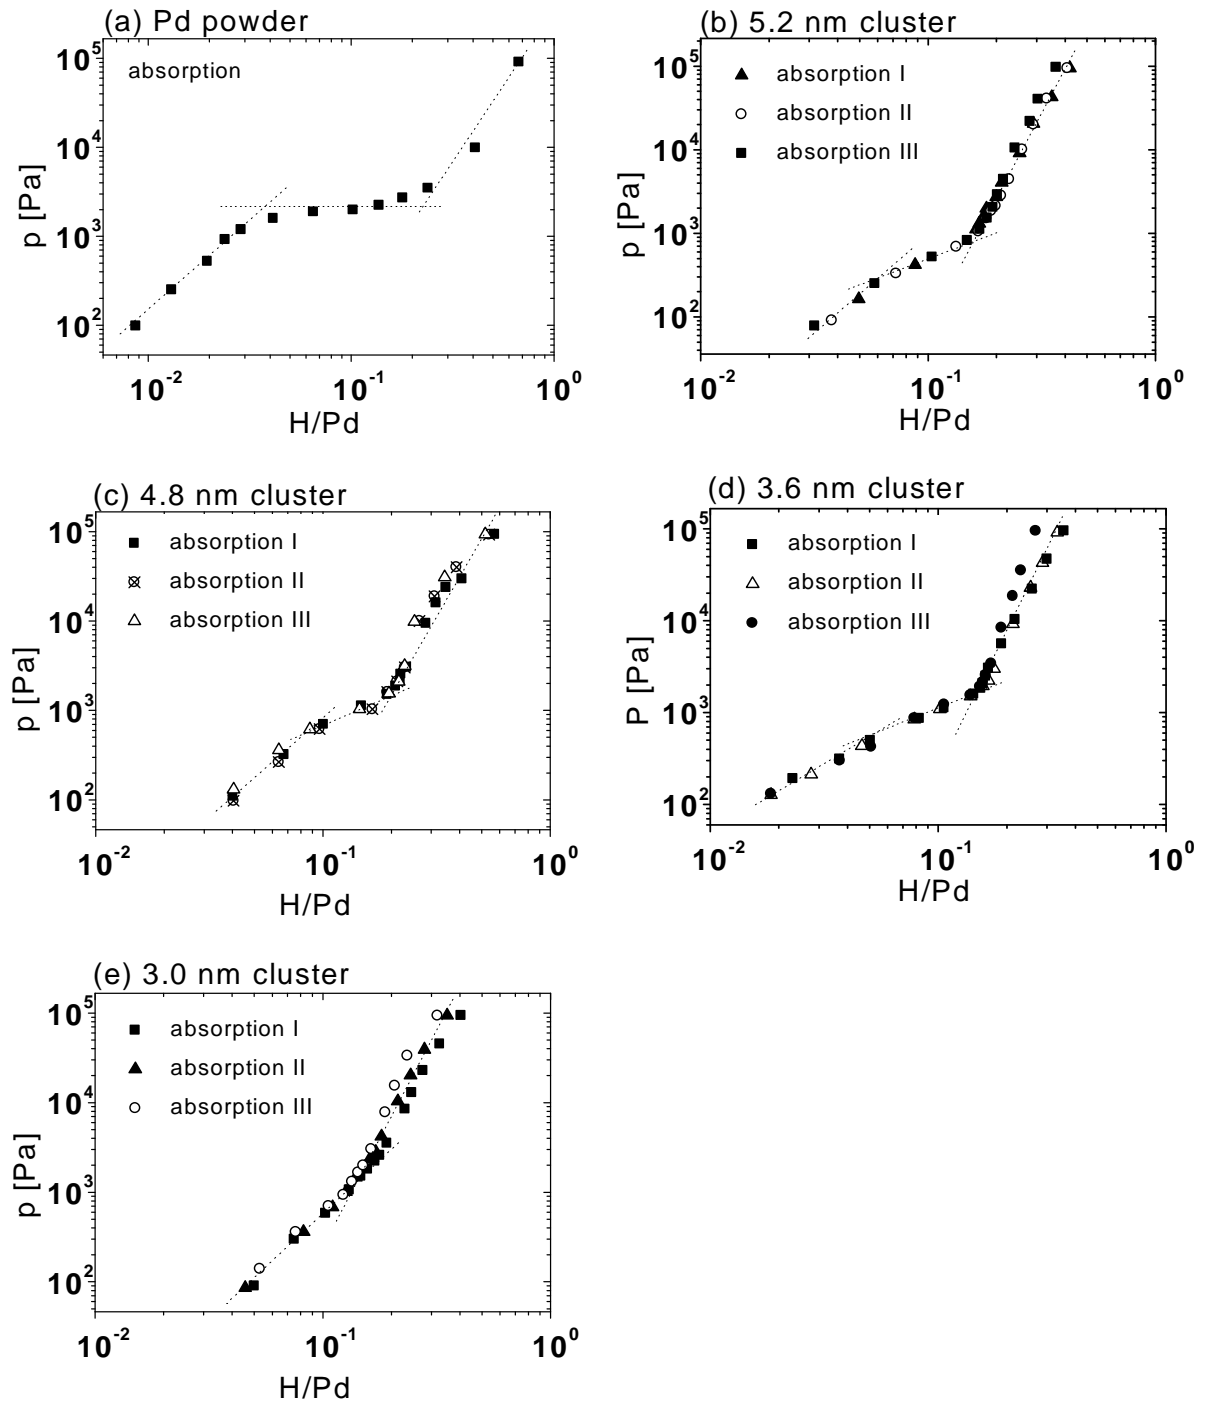 (a) Pd powder
absorption
10^5
10^4
10^3
10^2
p [Pa]
10^-2
10^-1
10^0
H/Pd
(b) 5.2 nm cluster
absorption I
absorption II
absorption III
10^5
10^4
10^3
10^2
p [Pa]
10^-2
10^-1
10^0
H/Pd
(c) 4.8 nm cluster
absorption I
absorption II
absorption III
10^5
10^4
10^3
10^2
p [Pa]
10^-2
10^-1
10^0
H/Pd
(d) 3.6 nm cluster
absorption I
absorption II
absorption III
10^5
10^4
10^3
10^2
P [Pa]
10^-2
10^-1
10^0
H/Pd
(e) 3.0 nm cluster
absorption I
absorption II
absorption III
10^5
10^4
10^3
10^2
p [Pa]
10^-2
10^-1
10^0
H/Pd